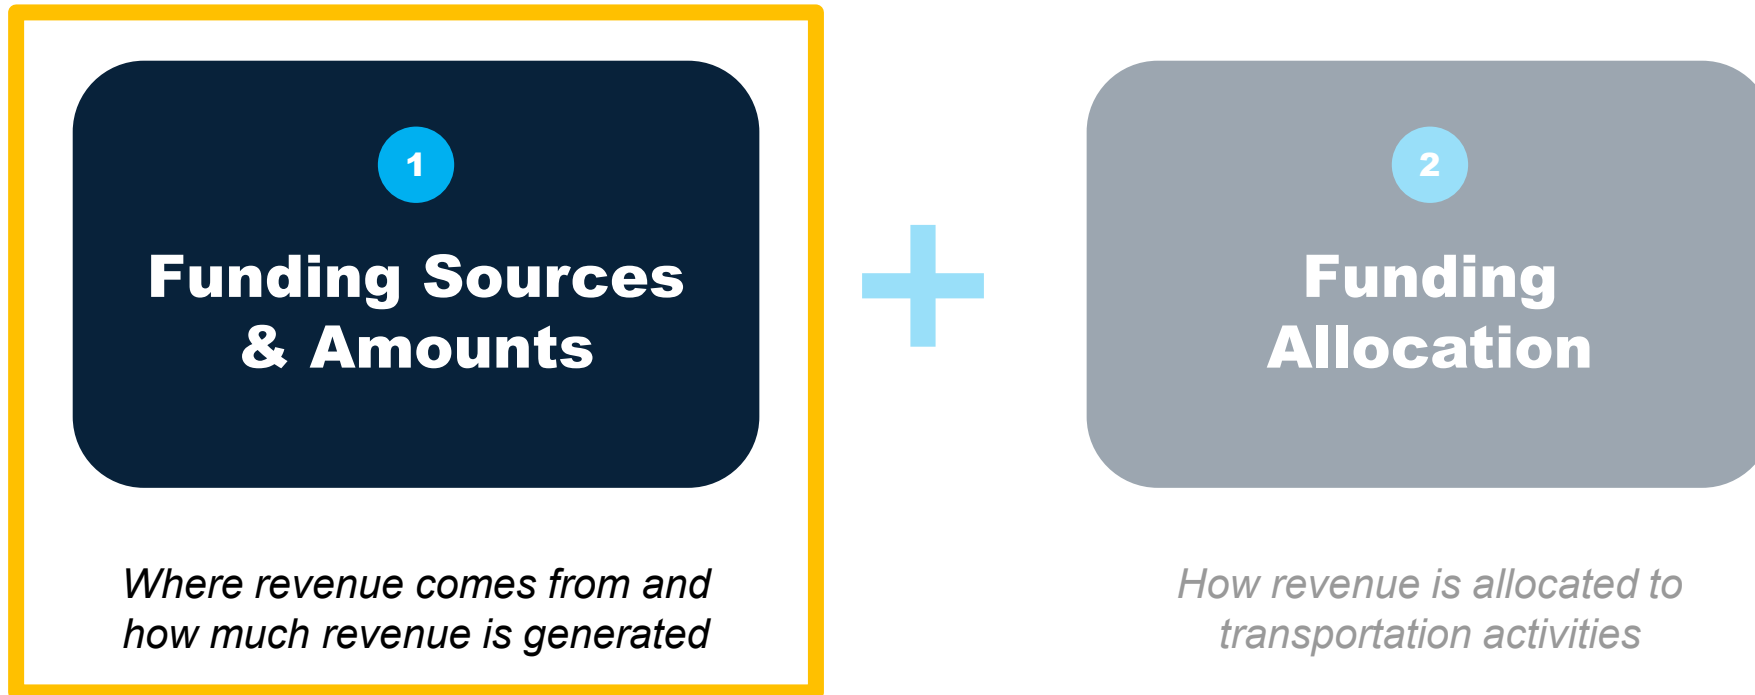 1
Funding Sources
& Amounts
Where revenue comes from and
how much revenue is generated
2
Funding
Allocation
How revenue is allocated to
transportation activities